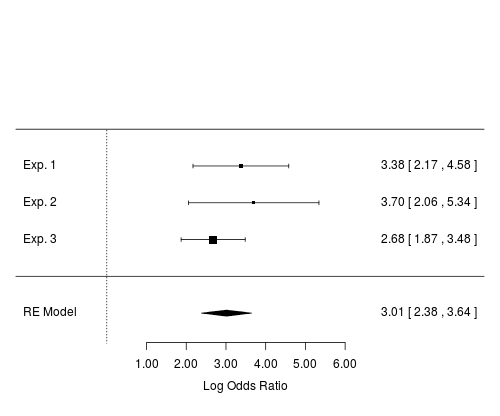 Exp. 1 3.38 [ 2.17 , 4.58 ]
Exp. 2 3.70 [ 2.06 , 5.34 ]
Exp. 3 2.68 [ 1.87 , 3.48 ]
RE Model 3.01 [ 2.38 , 3.64 ]
1.00 2.00 3.00 4.00 5.00 6.00
Log Odds Ratio